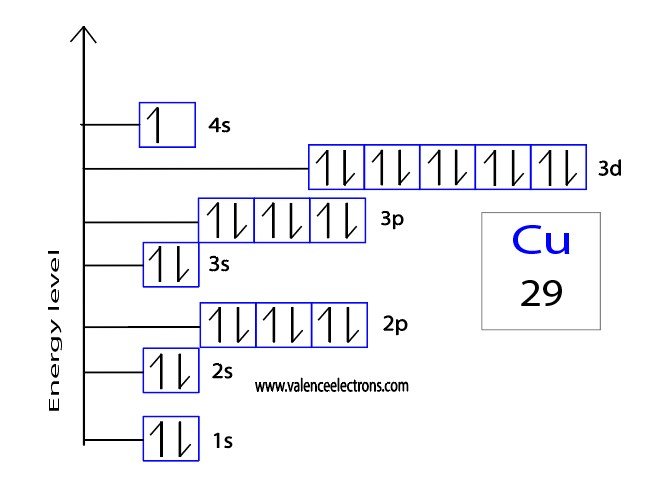 4s
3d
3p
3s
Cu
29
2p
2s
www.valenceelectrons.com
1s
Energy level